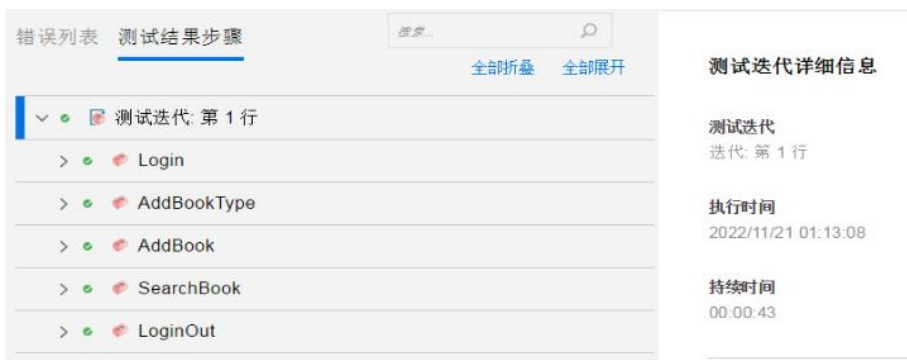 错误列表 测试结果步骤
搜索...
全部折叠 全部展开
测试迭代: 第 1 行
Login
AddBookType
AddBook
SearchBook
LoginOut
测试迭代详细信息
测试迭代
迭代: 第 1 行
执行时间
2022/11/21 01:13:08
持续时间
00:00:43